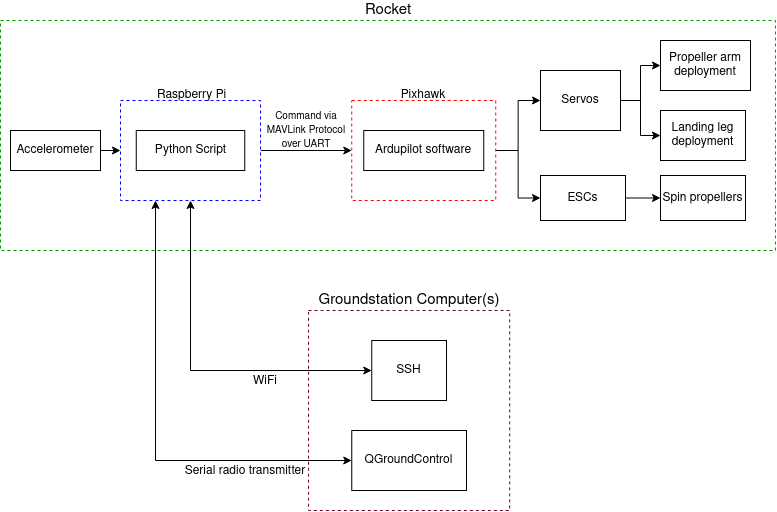 Rocket
Raspberry Pi
Pixhawk
Accelerometer
Python Script
Command via
MAVLink Protocol
over UART
Ardupilot software
Servos
Propeller arm
deployment
Landing leg
deployment
ESCs
Spin propellers
Groundstation Computer(s)
SSH
WiFi
QGroundControl
Serial radio transmitter